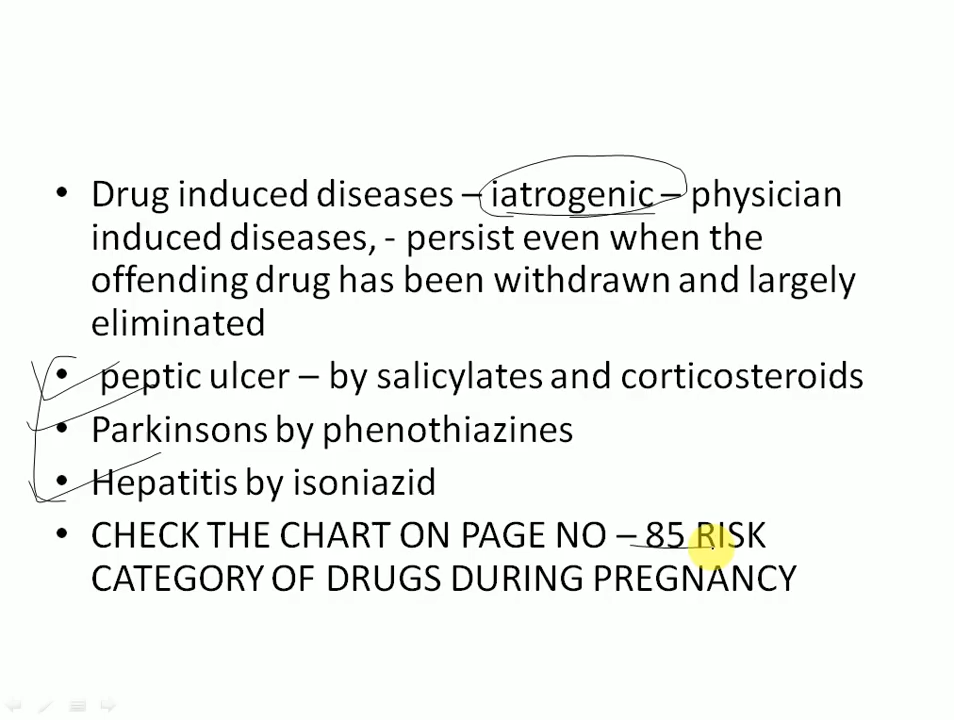 • Drug induced diseases – iatrogenic – physician
induced diseases, - persist even when the
offending drug has been withdrawn and largely
eliminated
• peptic ulcer – by salicylates and corticosteroids
• Parkinsons by phenothiazines
• Hepatitis by isoniazid
• CHECK THE CHART ON PAGE NO – 85 RISK
CATEGORY OF DRUGS DURING PREGNANCY